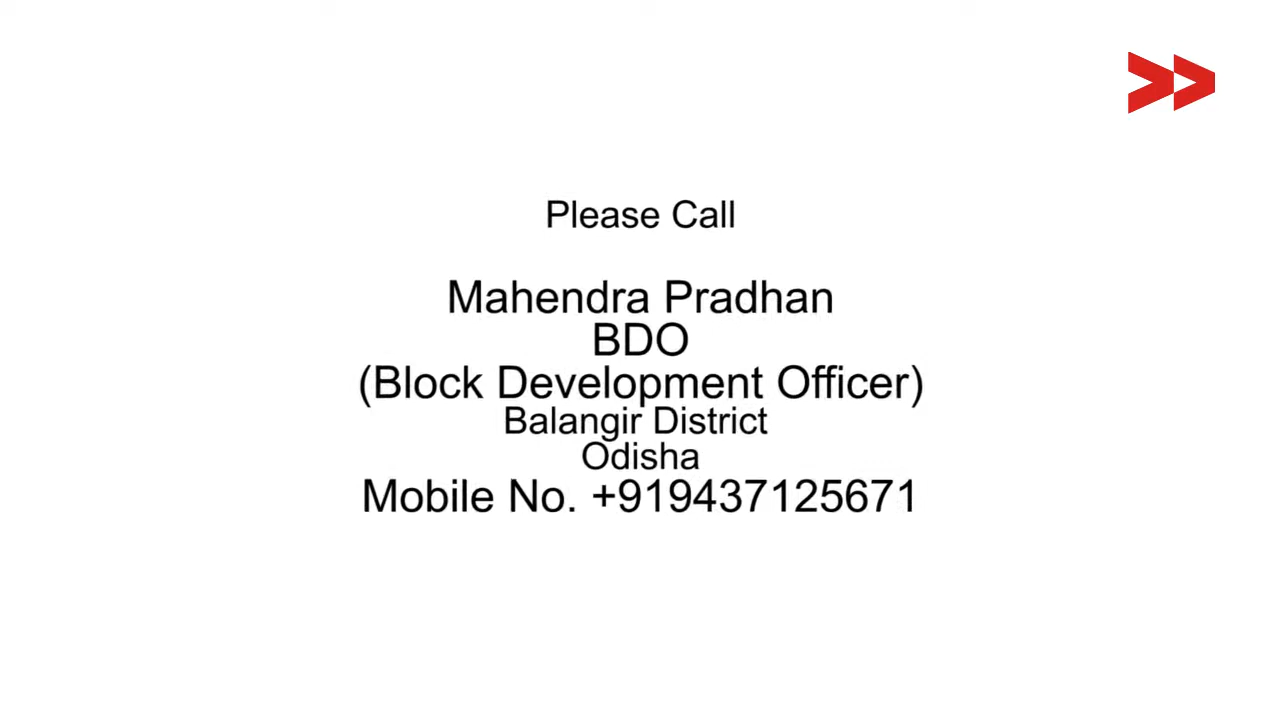 Please Call
Mahendra Pradhan
BDO
(Block Development Officer)
Balangir District
Odisha
Mobile No. +919437125671